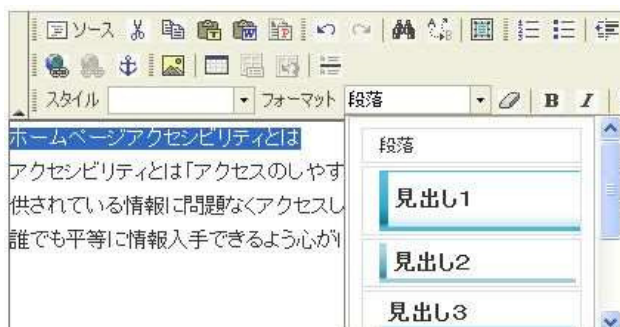 ソース
スタイル フォーマット 段落 B I
ホームページアクセシビリティとは
アクセシビリティとは「アクセスのしやす
供されている情報に問題なくアクセスし
誰でも平等に情報入手できるよう心が
段落
見出し1
見出し2
見出し3